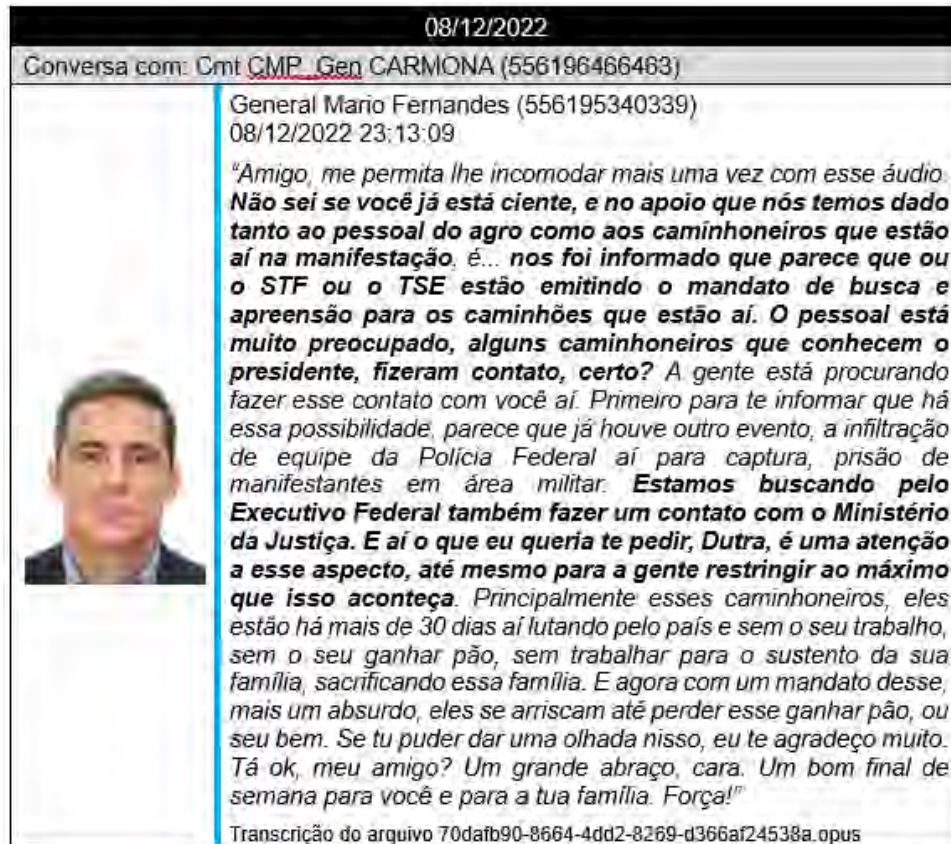 08/12/2022
Conversa com: Cmt CMP_Gen CARMONA (556196466463)
General Mario Fernandes (556195340339)
08/12/2022 23:13:09
"Amigo, me permita lhe incomodar mais uma vez com esse áudio.
Não sei se você já está ciente, e no apoio que nós temos dado
tanto ao pessoal do agro como aos caminhoneiros que estão
aí na manifestação, é... nos foi informado que parece que ou
o STF ou o TSE estão emitindo o mandato de busca e
apreensão para os caminhões que estão aí. O pessoal está
muito preocupado, alguns caminhoneiros que conhecem o
presidente, fizeram contato, certo? A gente está procurando
fazer esse contato com você aí. Primeiro para te informar que há
essa possibilidade, parece que já houve outro evento, a infiltração
de equipe da Polícia Federal aí para captura, prisão de
manifestantes em área militar. Estamos buscando pelo
Executivo Federal também fazer um contato com o Ministério
da Justiça. E aí o que eu queria te pedir, Dutra, é uma atenção
a esse aspecto, até mesmo para a gente restringir ao máximo
que isso aconteça. Principalmente esses caminhoneiros, eles
estão há mais de 30 dias aí lutando pelo país e sem o seu trabalho,
sem o seu ganhar pão, sem trabalhar para o sustento da sua
família, sacrificando essa família. E agora com um mandato desse,
mais um absurdo, eles se arriscam até perder esse ganhar pão, ou
seu bem. Se tu puder dar uma olhada nisso, eu te agradeço muito.
Tá ok, meu amigo? Um grande abraço, cara. Um bom final de
semana para você e para a tua família. Força!"
Transcrição do arquivo 70dafb90-8664-4dd2-8269-d366af24538a.opus